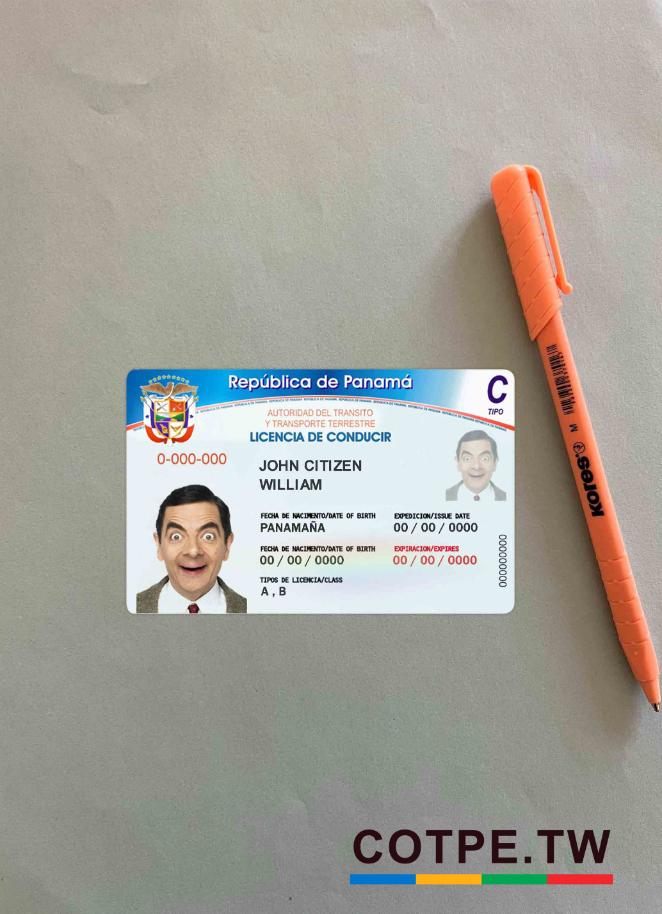 República de Panamá
C
TIPO
AUTORIDAD DEL TRANSITO
Y TRANSPORTE TERRESTRE
LICENCIA DE CONDUCIR
0-000-000
JOHN CITIZEN
WILLIAM
FECHA DE NACIMENTO/DATE OF BIRTH
PANAMAÑA
EXPEDICION/ISSUE DATE
00 / 00 / 0000
FECHA DE NACIMENTO/DATE OF BIRTH
00 / 00 / 0000
EXPIRACION/EXPIRES
00 / 00 / 0000
TIPOS DE LICENCIA/CLASS
A , B
0000000000
M
kores
COTPE.TW